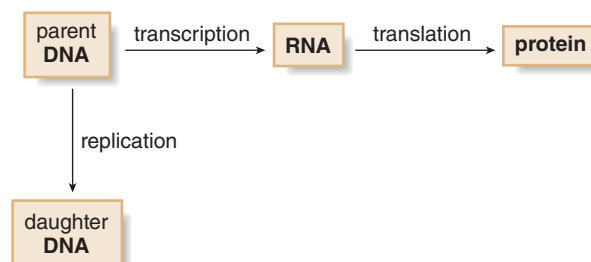 parent
DNA
transcription
RNA
translation
protein
replication
daughter
DNA